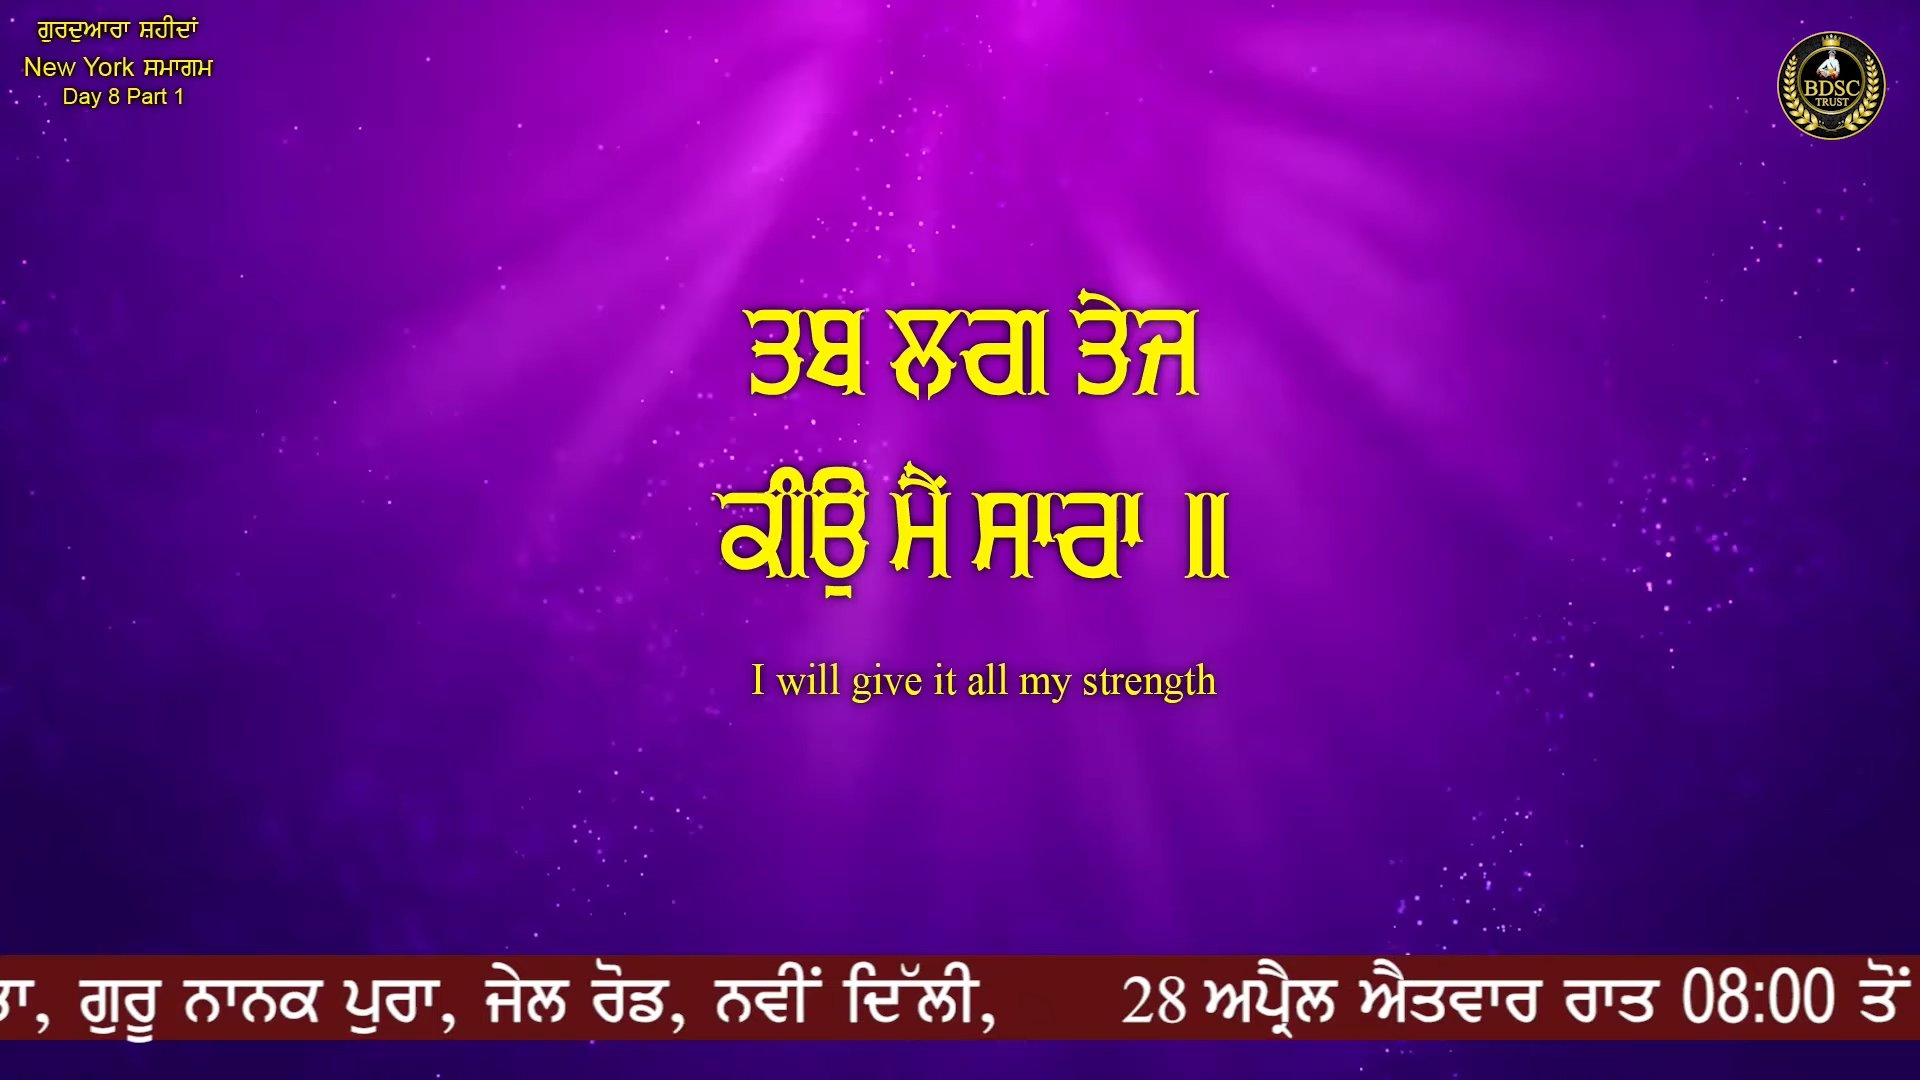 ਗੁਰਦੁਆਰਾ ਸ਼ਹੀਦਾਂ
New York ਸਮਾਗਮ
Day 8 Part 1
BDSC
TRUST
ਤਬ ਲਗ ਤੇਜ
ਕੀਉਂ ਮੈਂ ਸਾਰਾ ॥
I will give it all my strength
ਗੁਰੂ ਨਾਨਕ ਪੁਰਾ, ਜੇਲ ਰੋਡ, ਨਵੀਂ ਦਿੱਲੀ, 28 ਅਪ੍ਰੈਲ ਐਤਵਾਰ ਰਾਤ 08:00 ਤੋਂ